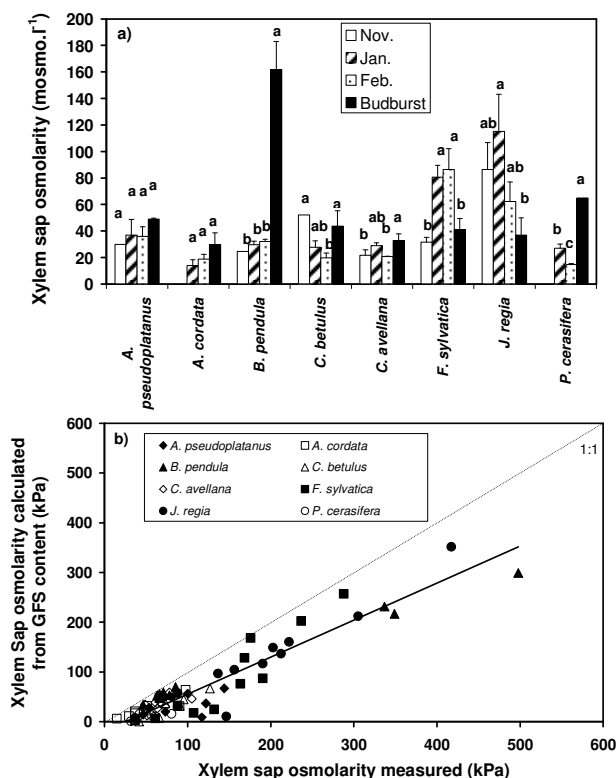 a)
Xylem sap osmolarity (mosmo.l⁻¹)
200
180
160
140
120
100
80
60
40
20
0
Nov.
Jan.
Feb.
Budburst
a a a a
a a a
b b b a
a ab b a
b ab b a
b a a b
ab a ab b
b c a
A. pseudoplatanus
A. cordata
B. pendula
C. betulus
C. avellana
F. sylvatica
J. regia
P. cerasifera
b)
Xylem Sap osmolarity calculated
from GFS content (kPa)
600
500
400
300
200
100
0
A. pseudoplatanus A. cordata
B. pendula C. betulus
C. avellana F. sylvatica
J. regia P. cerasifera
1:1
0 100 200 300 400 500 600
Xylem sap osmolarity measured (kPa)